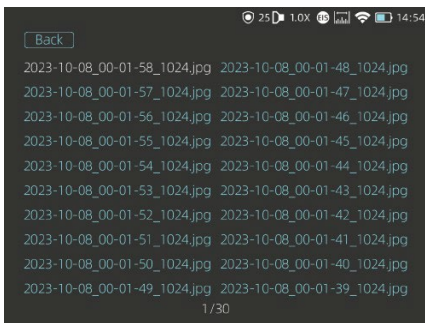 25 1.0X EIS 14:54
Back
2023-10-08_00-01-58_1024.jpg 2023-10-08_00-01-48_1024.jpg
2023-10-08_00-01-57_1024.jpg 2023-10-08_00-01-47_1024.jpg
2023-10-08_00-01-56_1024.jpg 2023-10-08_00-01-46_1024.jpg
2023-10-08_00-01-55_1024.jpg 2023-10-08_00-01-45_1024.jpg
2023-10-08_00-01-54_1024.jpg 2023-10-08_00-01-44_1024.jpg
2023-10-08_00-01-53_1024.jpg 2023-10-08_00-01-43_1024.jpg
2023-10-08_00-01-52_1024.jpg 2023-10-08_00-01-42_1024.jpg
2023-10-08_00-01-51_1024.jpg 2023-10-08_00-01-41_1024.jpg
2023-10-08_00-01-50_1024.jpg 2023-10-08_00-01-40_1024.jpg
2023-10-08_00-01-49_1024.jpg 2023-10-08_00-01-39_1024.jpg
1/30